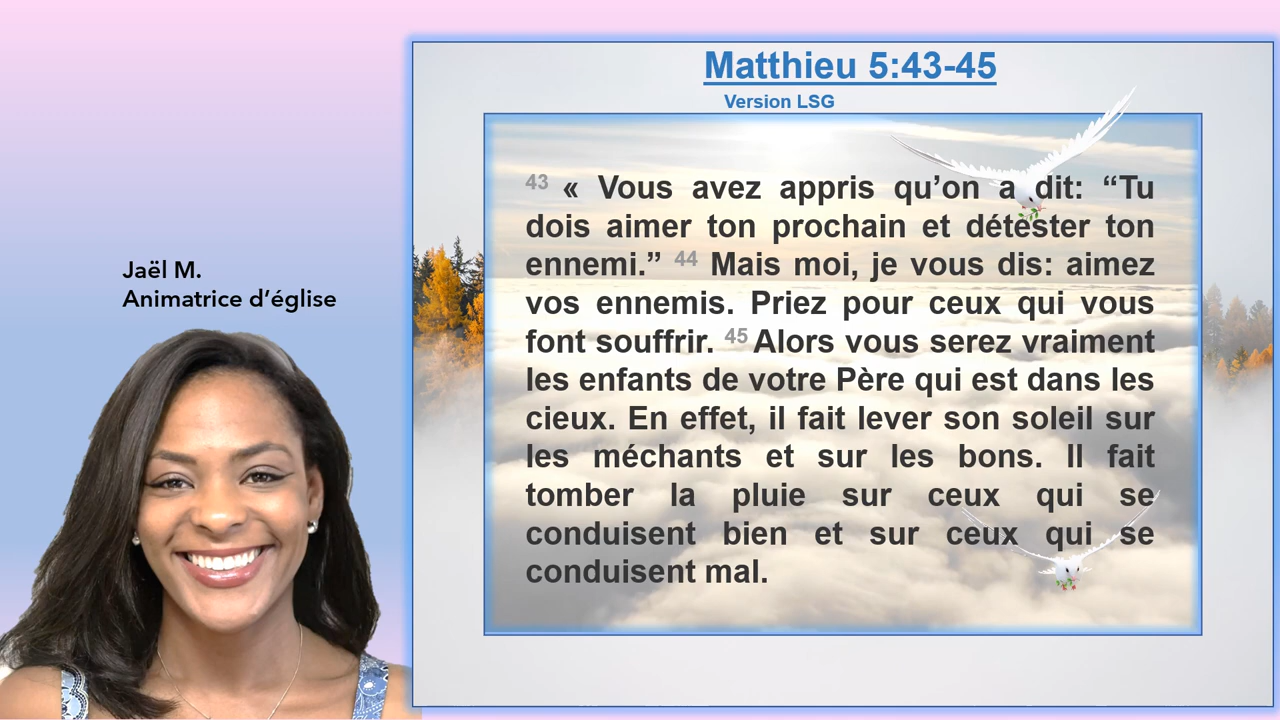 Matthieu 5:43-45
Version LSG
43 « Vous avez appris qu’on a dit: “Tu
dois aimer ton prochain et détester ton
ennemi.” 44 Mais moi, je vous dis: aimez
vos ennemis. Priez pour ceux qui vous
font souffrir. 45 Alors vous serez vraiment
les enfants de votre Père qui est dans les
cieux. En effet, il fait lever son soleil sur
les méchants et sur les bons. Il fait
tomber la pluie sur ceux qui se
conduisent bien et sur ceux qui se
conduisent mal.
Jaël M.
Animatrice d’église